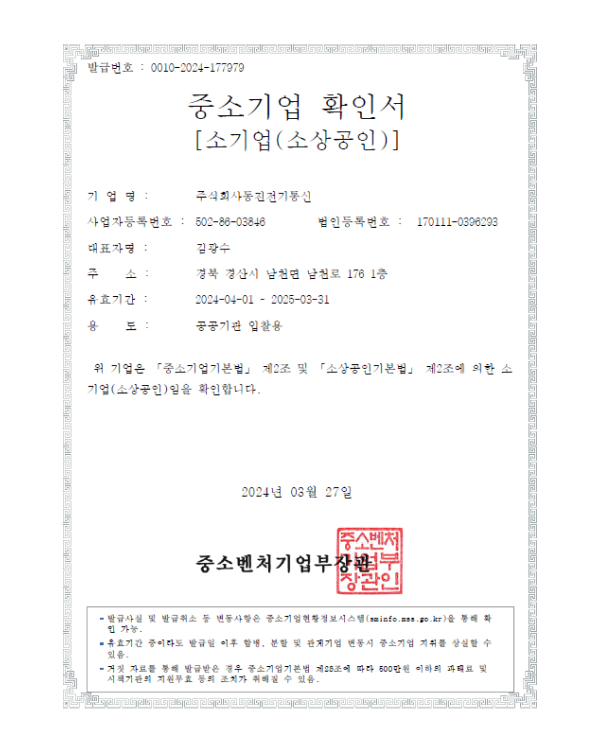 발급번호 : 0010-2024-177979
중소기업 확인서
[소기업(소상공인)]
기 업 명 : 주식회사동진전기통신
사업자등록번호 : 502-86-03846 법인등록번호 : 170111-0396293
대표자명 : 김광수
주 소 : 경북 경산시 남천면 남천로 176 1층
유효기간 : 2024-04-01 - 2025-03-31
용 도 : 공공기관 입찰용
위 기업은 「중소기업기본법」 제2조 및 「소상공인기본법」 제2조에 의한 소
기업(소상공인)임을 확인합니다.
2024년 03월 27일
중소벤처기업부장관
중소벤처
기업부
장관인
- 발급사실 및 발급취소 등 변동사항은 중소기업현황정보시스템(sminfo.mss.go.kr)을 통해 확
인 가능.
- 유효기간 중이라도 발급일 이후 합병, 분할 및 관계기업 변동시 중소기업 지위를 상실할 수
있음.
- 거짓 자료를 통해 발급받은 경우 중소기업기본법 제28조에 따라 500만원 이하의 과태료 및
시책기관의 지원무효 등의 조치가 취해질 수 있음.